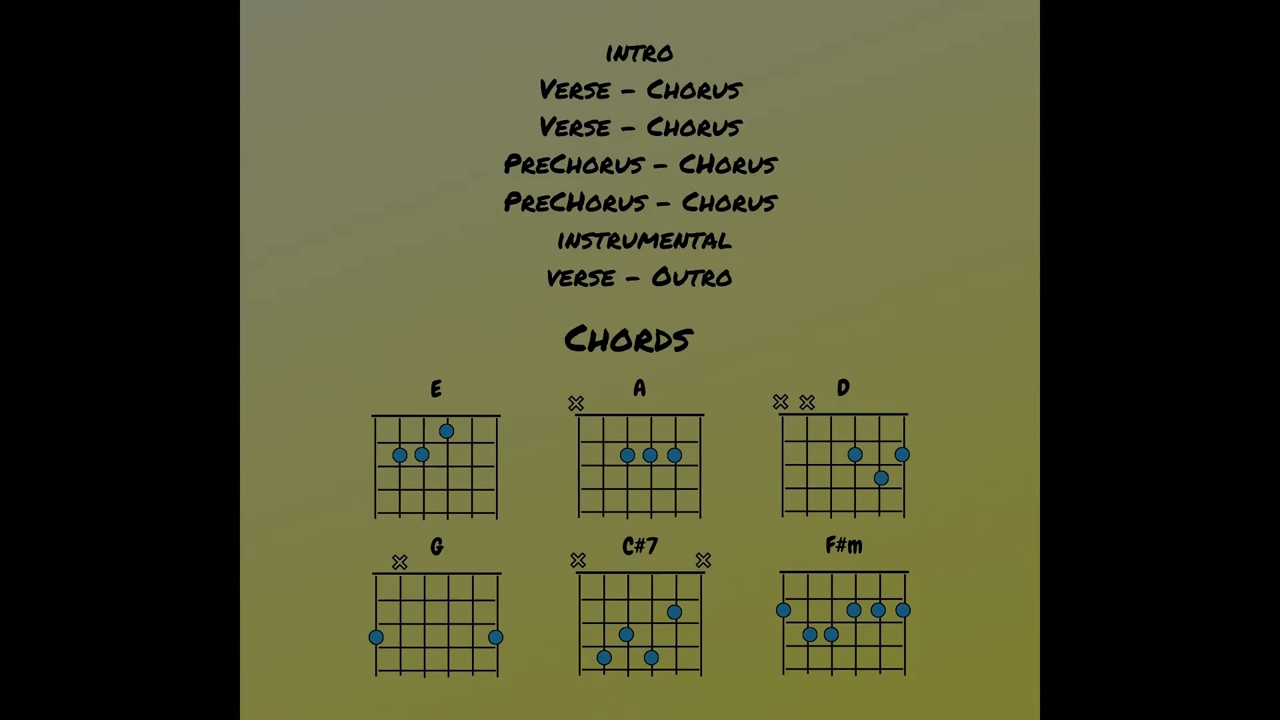 INTRO
VERSE - CHORUS
VERSE - CHORUS
PRECHORUS - CHORUS
PRECHORUS - CHORUS
INSTRUMENTAL
VERSE - OUTRO
CHORDS
E A D
G C#7 F#m